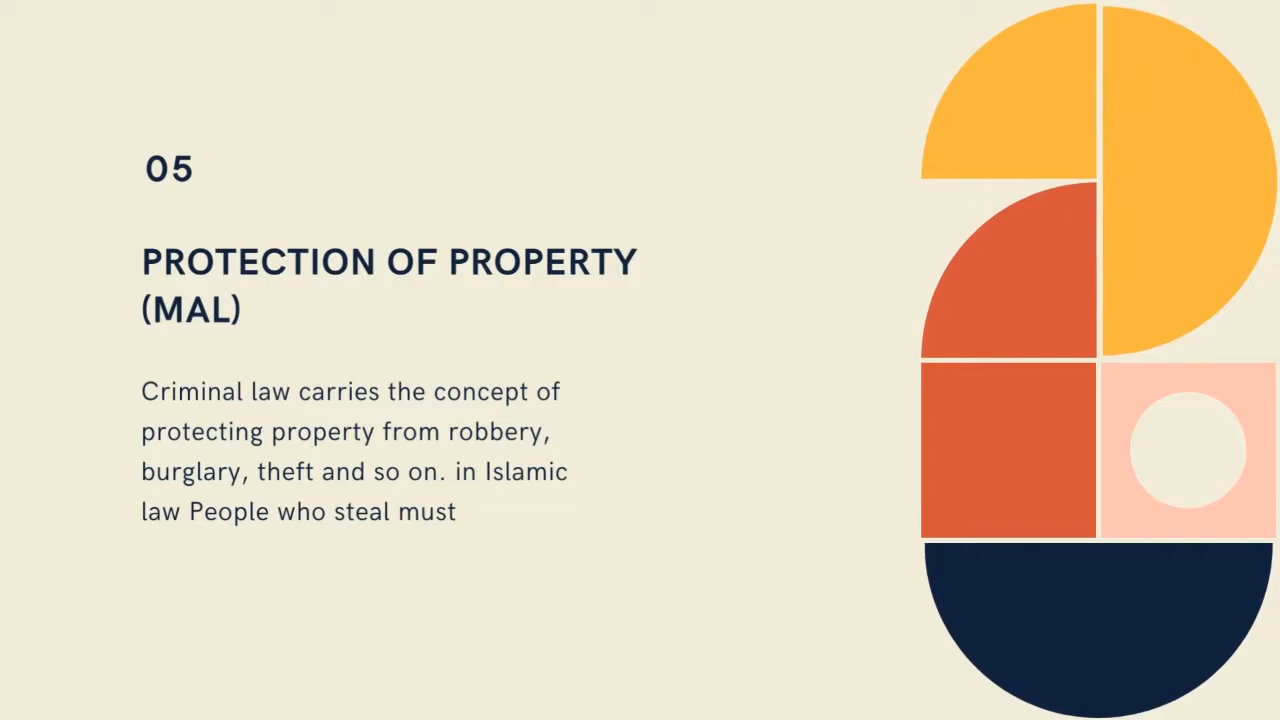 05
PROTECTION OF PROPERTY
(MAL)
Criminal law carries the concept of
protecting property from robbery,
burglary, theft and so on. in Islamic
law People who steal must